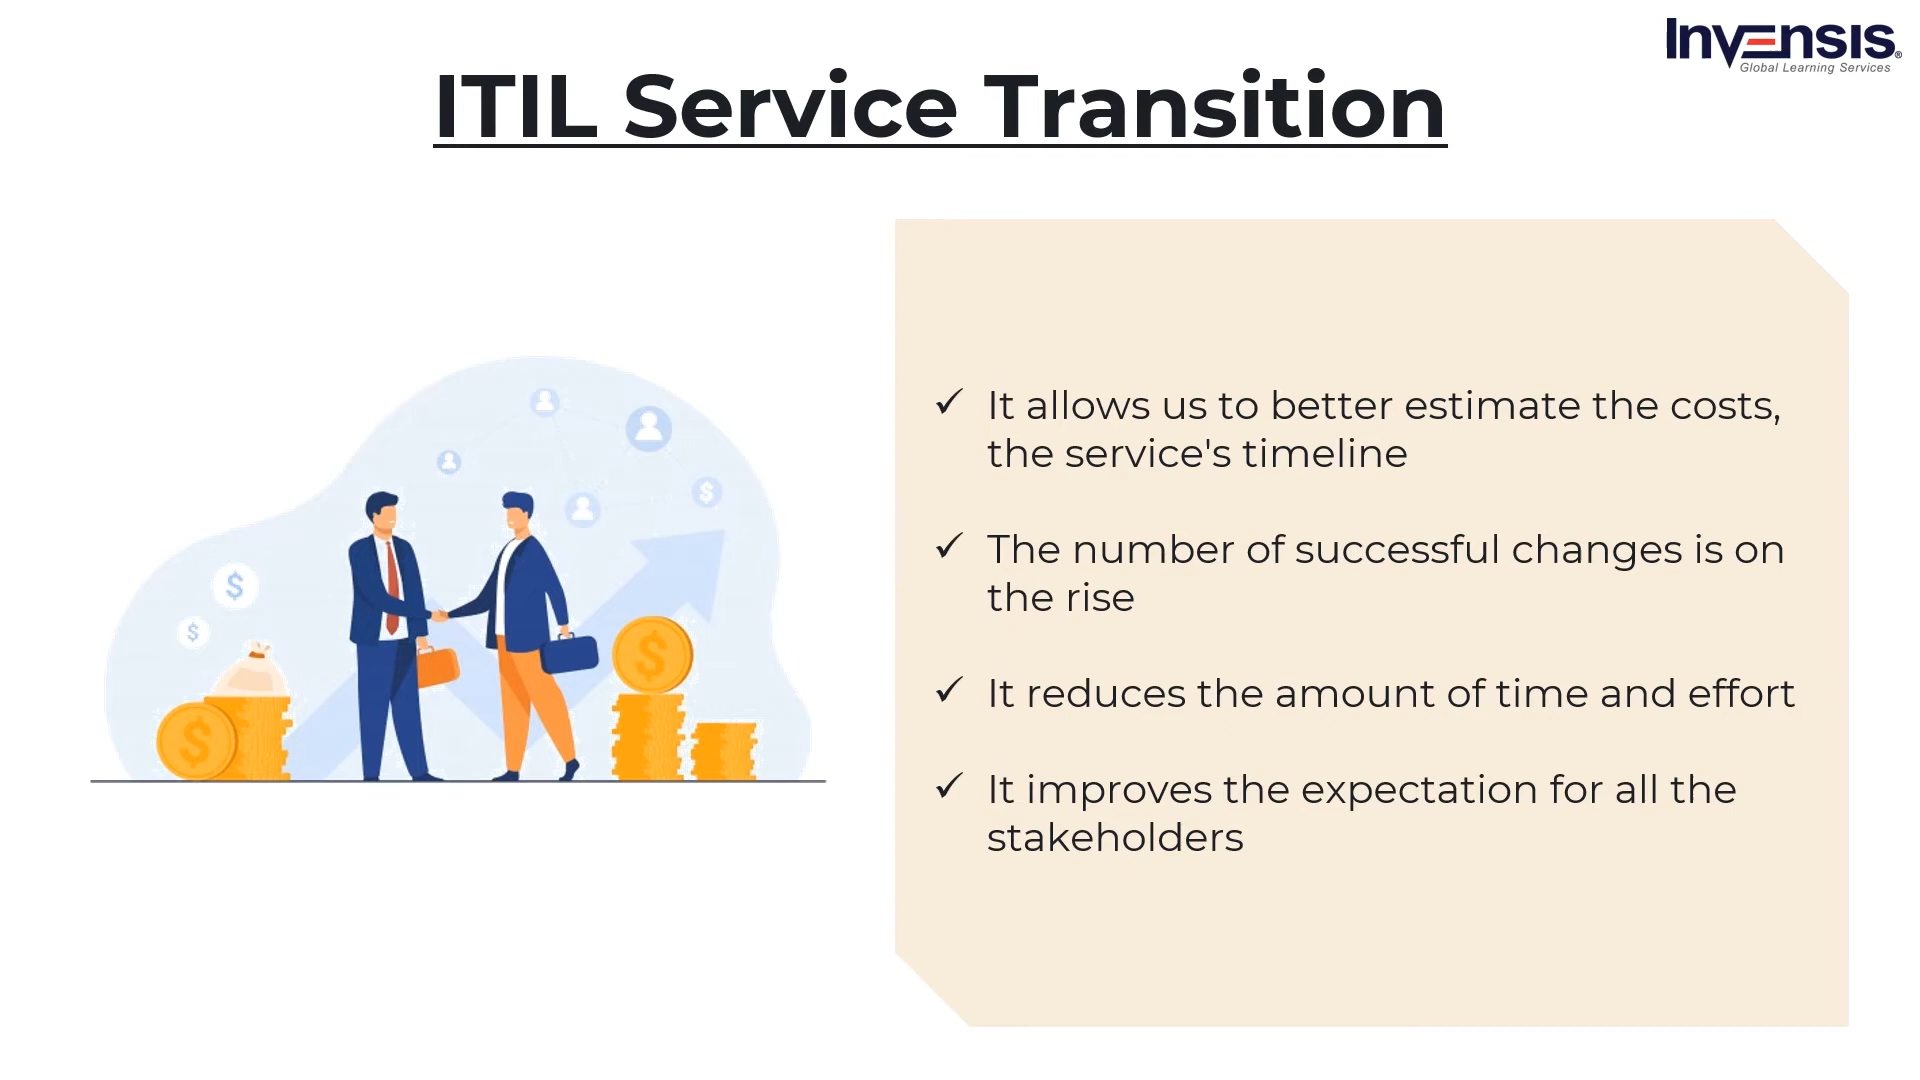 Invensis®
Global Learning Services
ITIL Service Transition
✓ It allows us to better estimate the costs,
the service's timeline
✓ The number of successful changes is on
the rise
✓ It reduces the amount of time and effort
✓ It improves the expectation for all the
stakeholders
$
$
$
$
$